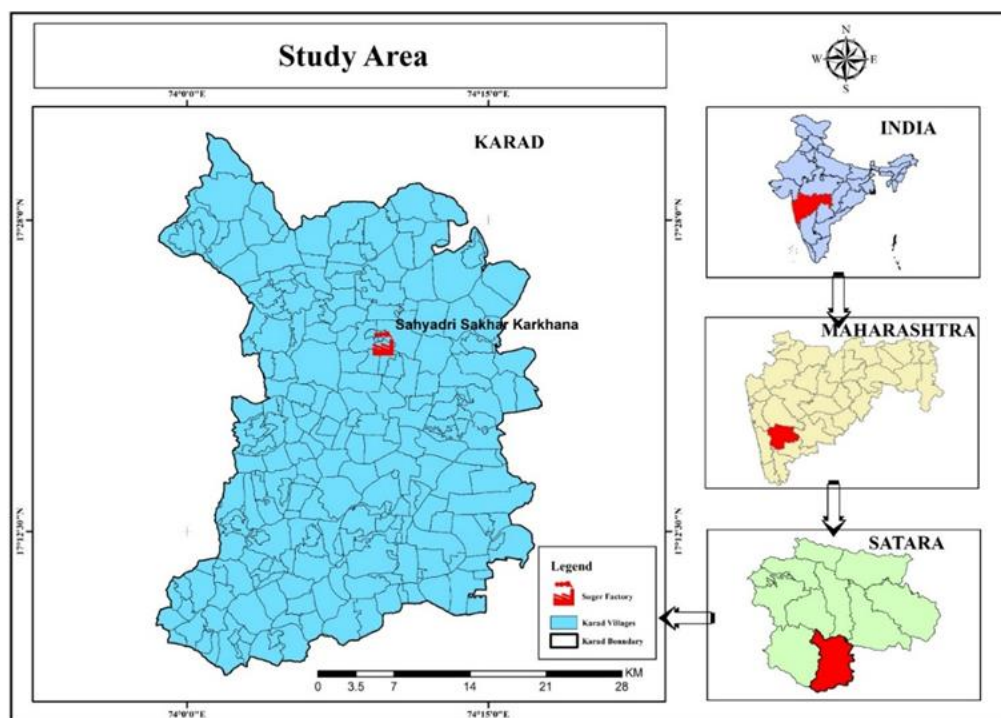 Study Area
N
W E
S
74°0'0"E 74°15'0"E
KARAD
17°28'0"N 17°28'0"N
Sahyadri Sakhar Karkhana
17°12'30"N 17°12'30"N
Legend
Suger Factory
Karad Villages
Karad Boundary
KM
0 3.5 7 14 21 28
74°0'0"E 74°15'0"E
INDIA
MAHARASHTRA
SATARA